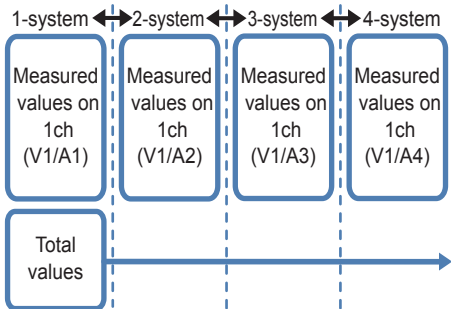 1-system 2-system 3-system 4-system
Measured
values on
1ch
(V1/A1)
Measured
values on
1ch
(V1/A2)
Measured
values on
1ch
(V1/A3)
Measured
values on
1ch
(V1/A4)
Total
values